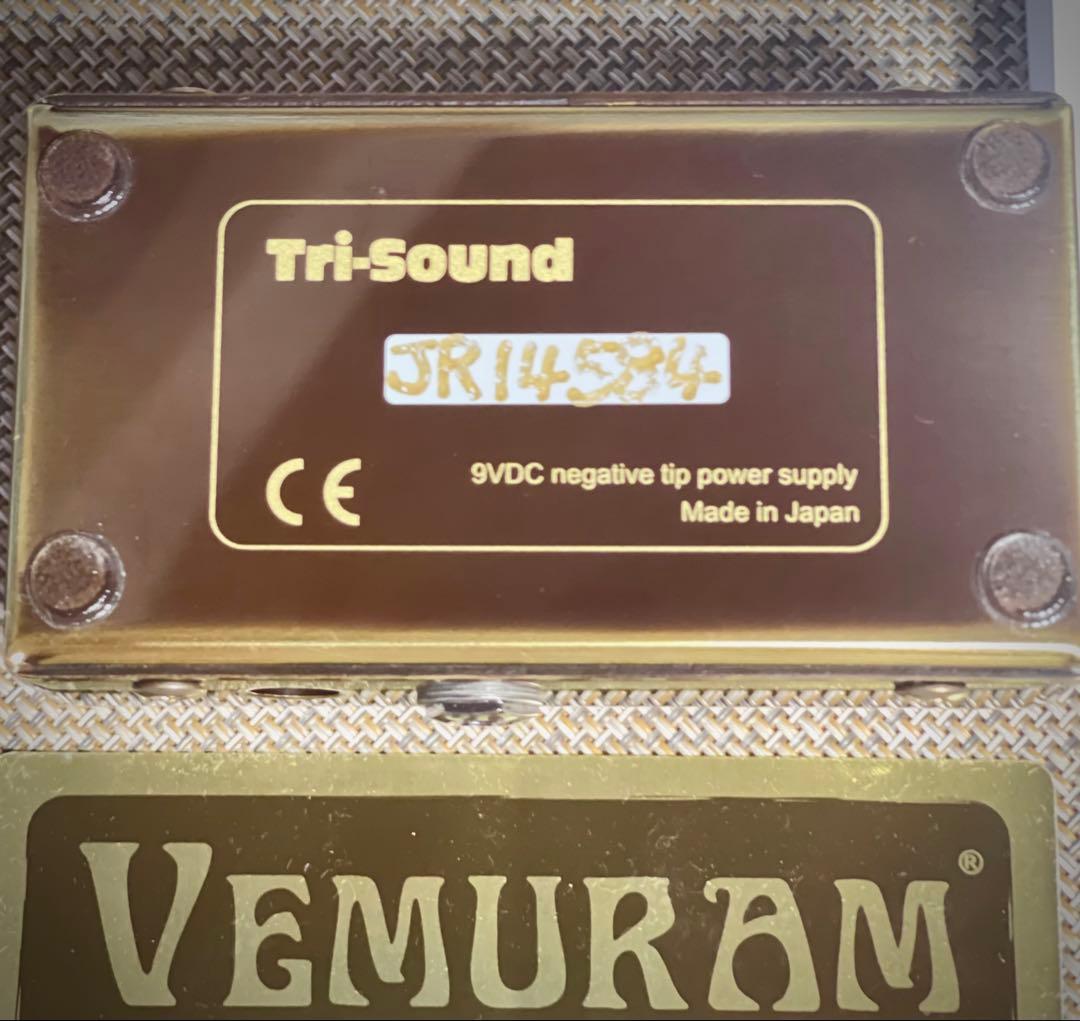 Tri-Sound
JR14584
CE
9VDC negative tip power supply
Made in Japan
VEMURAM®